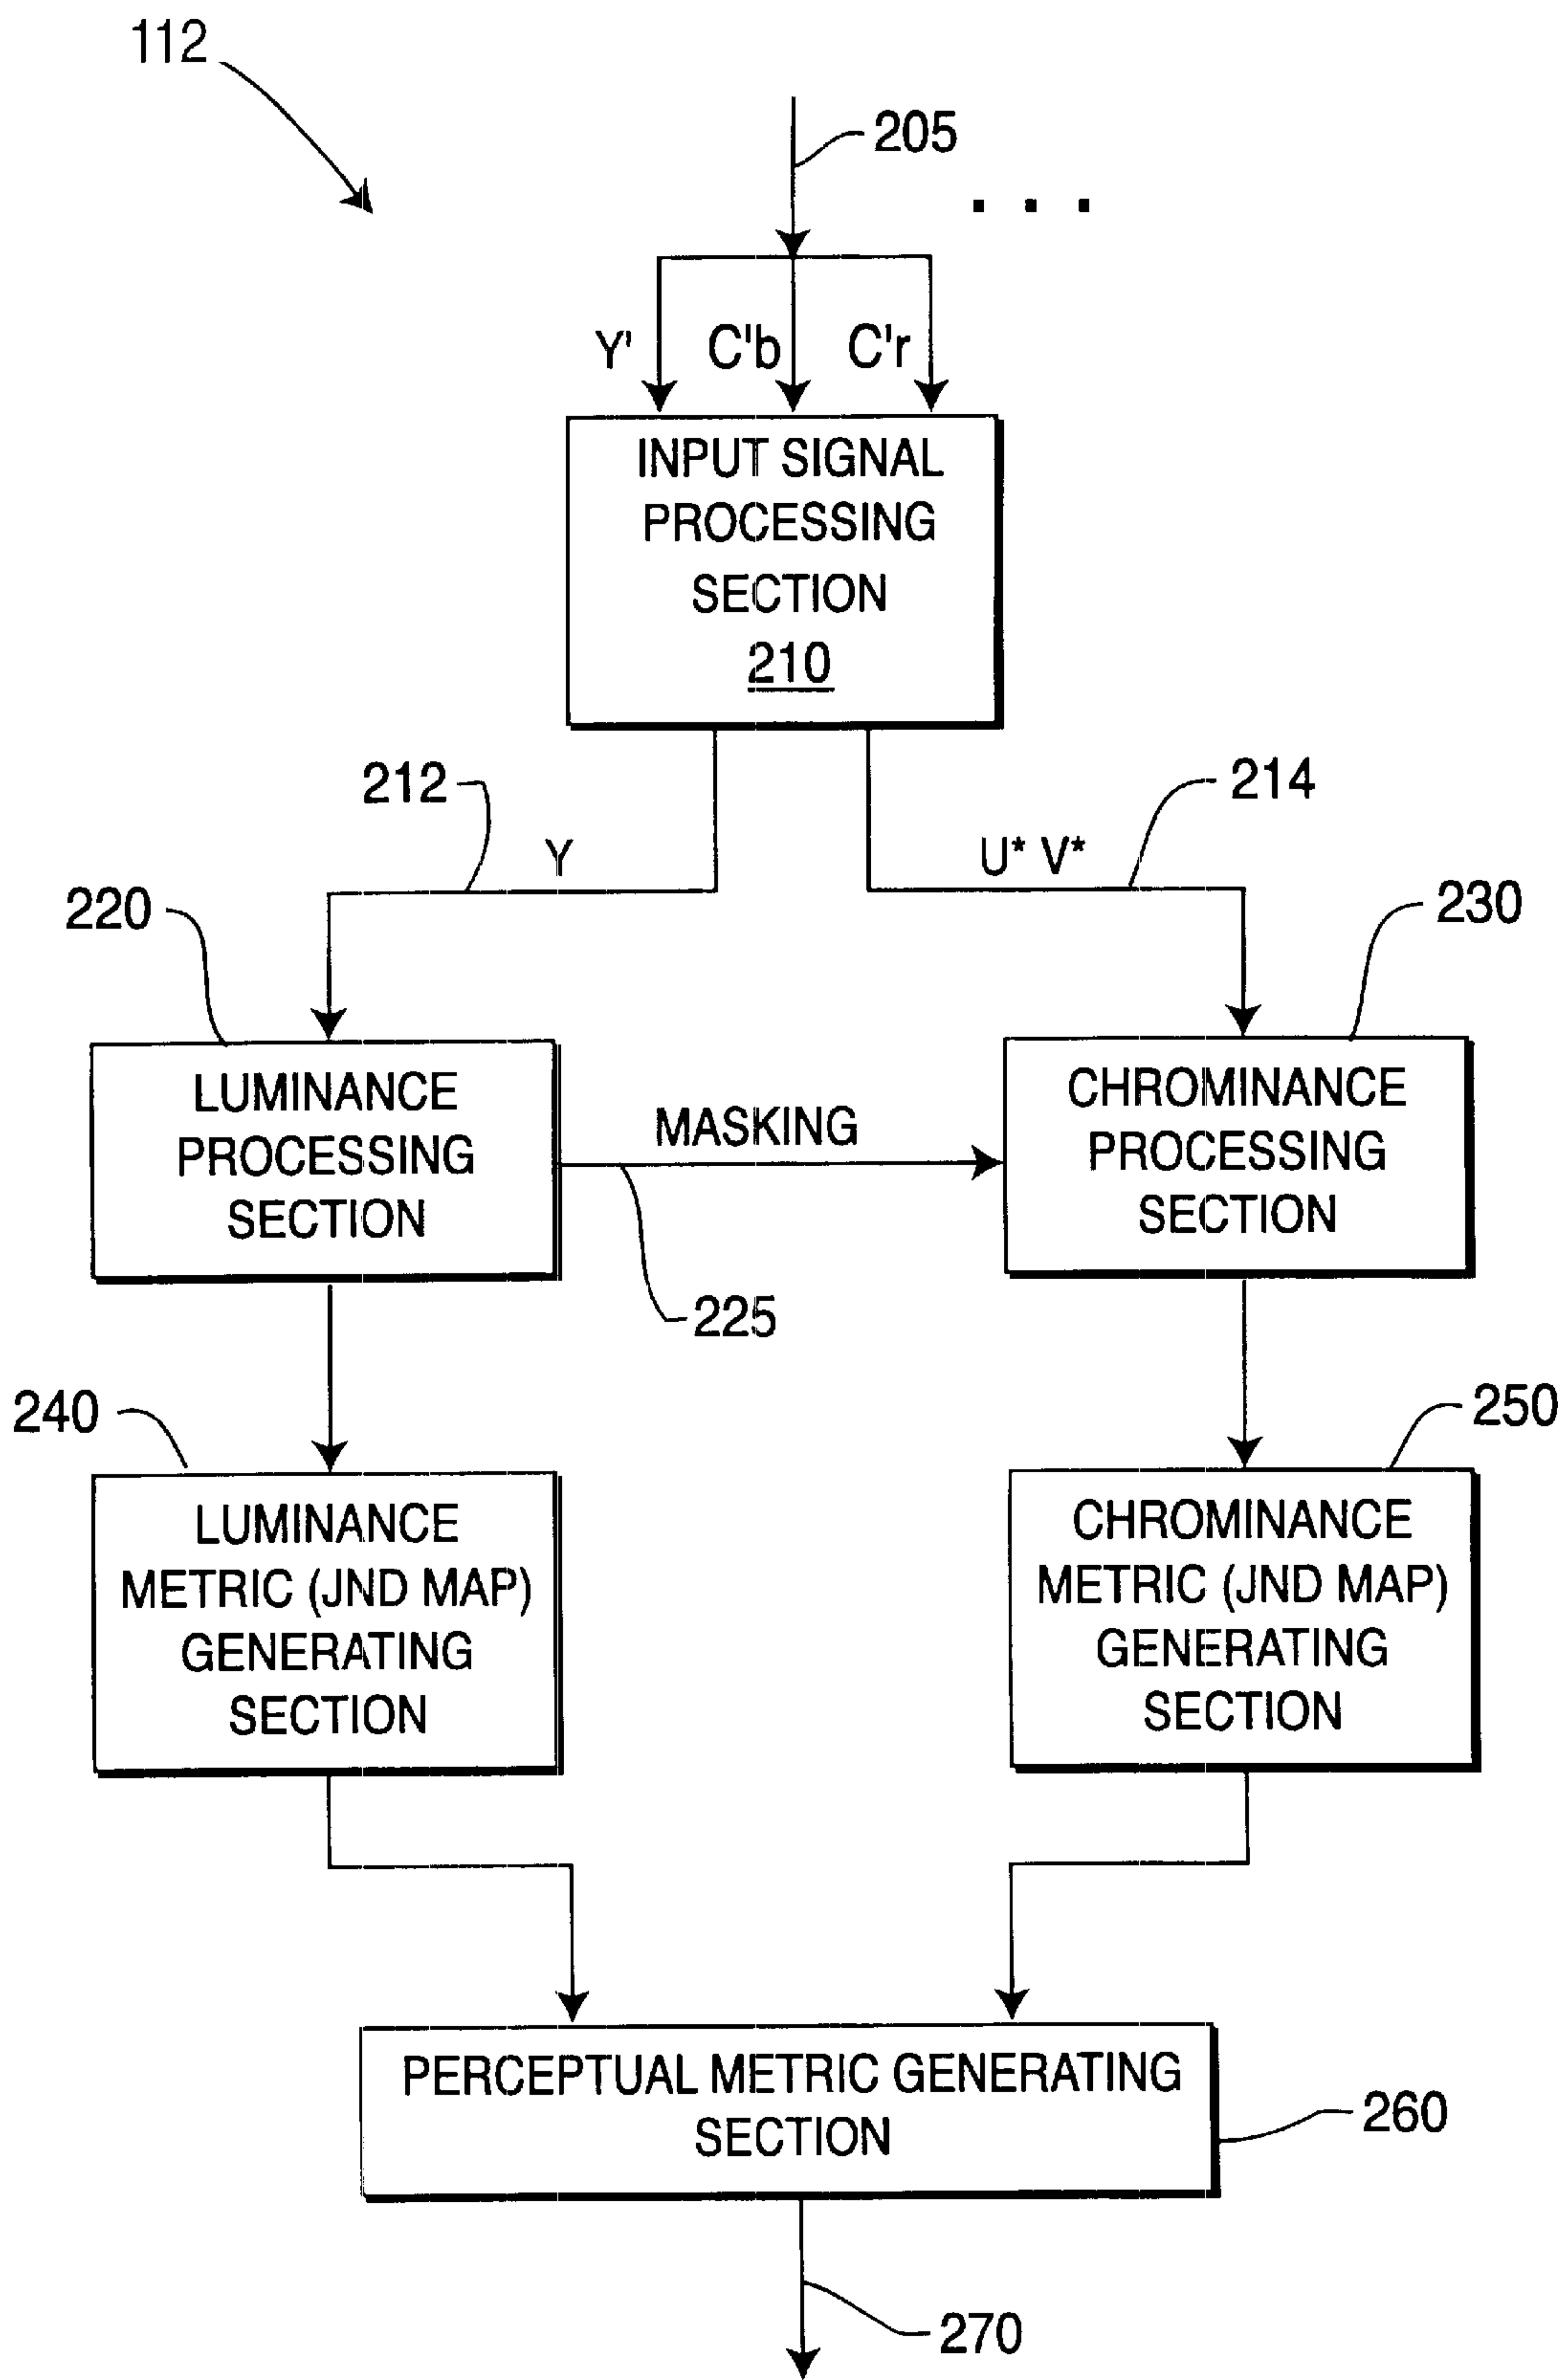 112
205
. . .
Y' C'b C'r
INPUT SIGNAL
PROCESSING
SECTION
210
212
214
Y
U* V*
220
230
LUMINANCE
PROCESSING
SECTION
MASKING
CHROMINANCE
PROCESSING
SECTION
225
240
250
LUMINANCE
METRIC (JND MAP)
GENERATING
SECTION
CHROMINANCE
METRIC (JND MAP)
GENERATING
SECTION
PERCEPTUAL METRIC GENERATING
SECTION
260
270